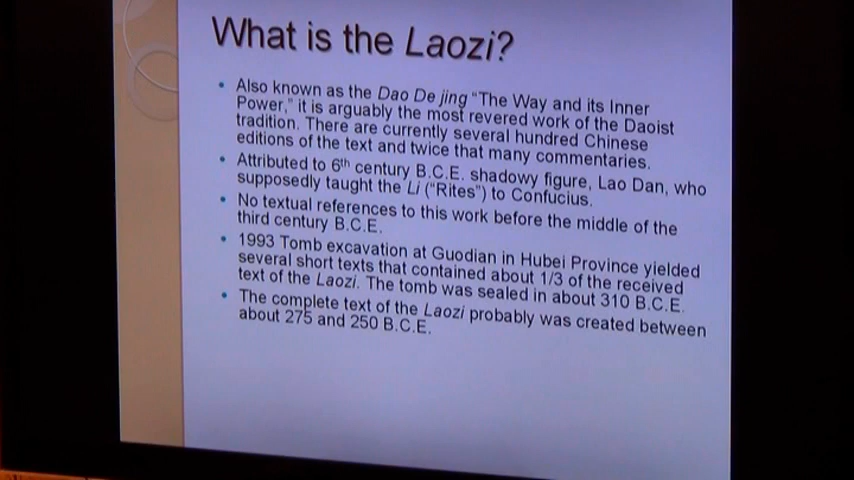 What is the Laozi?
• Also known as the Dao De jing “The Way and its Inner
Power,” it is arguably the most revered work of the Daoist
tradition. There are currently several hundred Chinese
editions of the text and twice that many commentaries.
• Attributed to 6th century B.C.E. shadowy figure, Lao Dan, who
supposedly taught the Li (“Rites”) to Confucius.
• No textual references to this work before the middle of the
third century B.C.E.
• 1993 Tomb excavation at Guodian in Hubei Province yielded
several short texts that contained about 1/3 of the received
text of the Laozi. The tomb was sealed in about 310 B.C.E.
• The complete text of the Laozi probably was created between
about 275 and 250 B.C.E.